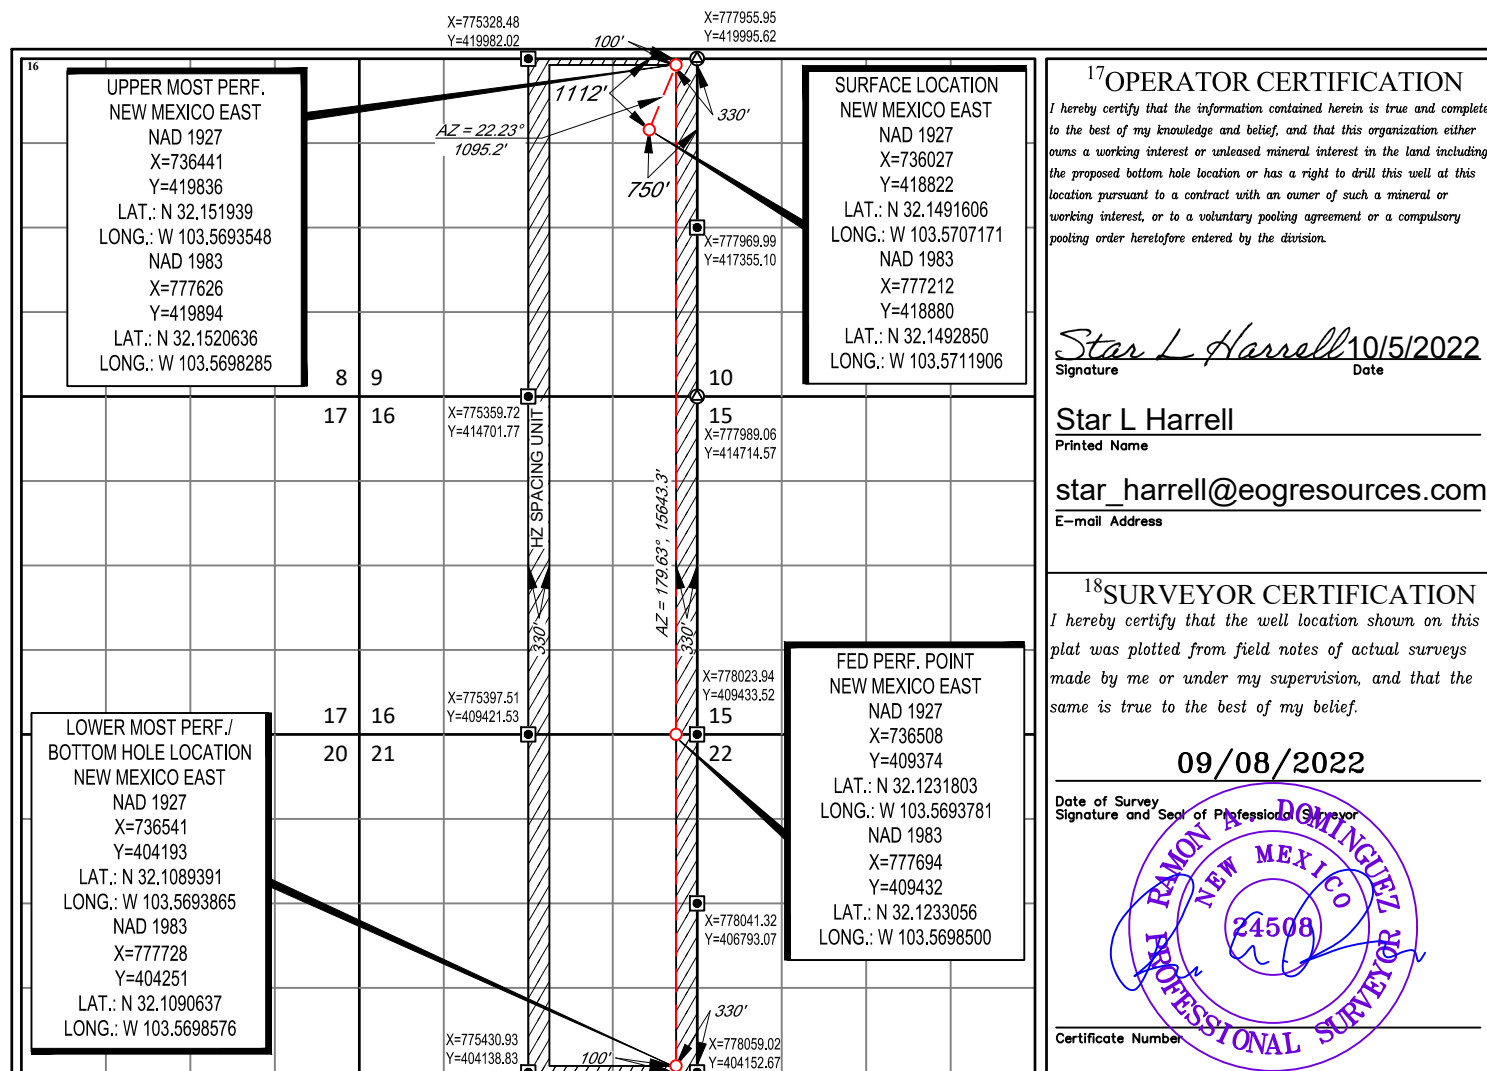 X=775328.48
Y=419982.02
100'
X=777955.95
Y=419995.62
16
UPPER MOST PERF.
NEW MEXICO EAST
NAD 1927
X=736441
Y=419836
LAT.: N 32.151939
LONG.: W 103.5693548
NAD 1983
X=777626
Y=419894
LAT.: N 32.1520636
LONG.: W 103.5698285
1112'
AZ = 22.23°
1095.2'
330'
750'
SURFACE LOCATION
NEW MEXICO EAST
NAD 1927
X=736027
Y=418822
LAT.: N 32.1491606
LONG.: W 103.5707171
NAD 1983
X=777212
Y=418880
LAT.: N 32.1492850
LONG.: W 103.5711906
X=777969.99
Y=417355.10
8 9
10
17 16
15
X=775359.72
Y=414701.77
X=777989.06
Y=414714.57
HZ SPACING UNIT
AZ = 179.63°, 15643.3'
330'
330'
X=775397.51
Y=409421.53
X=778023.94
Y=409433.52
17 16
15
20 21
22
FED PERF. POINT
NEW MEXICO EAST
NAD 1927
X=736508
Y=409374
LAT.: N 32.1231803
LONG.: W 103.5693781
NAD 1983
X=777694
Y=409432
LAT.: N 32.1233056
LONG.: W 103.5698500
LOWER MOST PERF./
BOTTOM HOLE LOCATION
NEW MEXICO EAST
NAD 1927
X=736541
Y=404193
LAT.: N 32.1089391
LONG.: W 103.5693865
NAD 1983
X=777728
Y=404251
LAT.: N 32.1090637
LONG.: W 103.5698576
X=778041.32
Y=406793.07
X=775430.93
Y=404138.83
100'
330'
X=778059.02
Y=404152.67
17 OPERATOR CERTIFICATION
I hereby certify that the information contained herein is true and complete
to the best of my knowledge and belief, and that this organization either
owns a working interest or unleased mineral interest in the land including
the proposed bottom hole location or has a right to drill this well at this
location pursuant to a contract with an owner of such a mineral or
working interest, or to a voluntary pooling agreement or a compulsory
pooling order heretofore entered by the division.
Star L Harrell 10/5/2022
Signature Date
Star L Harrell
Printed Name
star_harrell@eogresources.com
E-mail Address
18 SURVEYOR CERTIFICATION
I hereby certify that the well location shown on this
plat was plotted from field notes of actual surveys
made by me or under my supervision, and that the
same is true to the best of my belief.
09/08/2022
Date of Survey
Signature and Seal of Professional Surveyor
RAMON A. DOMINGUEZ
NEW MEXICO
24508
PROFESSIONAL SURVEYOR
Certificate Number